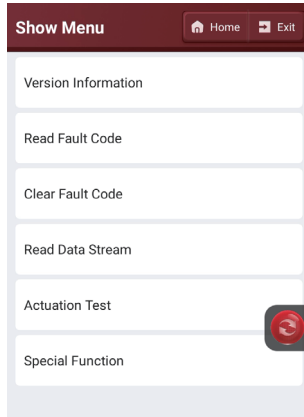 Show Menu
Home
Exit
Version Information
Read Fault Code
Clear Fault Code
Read Data Stream
Actuation Test
Special Function